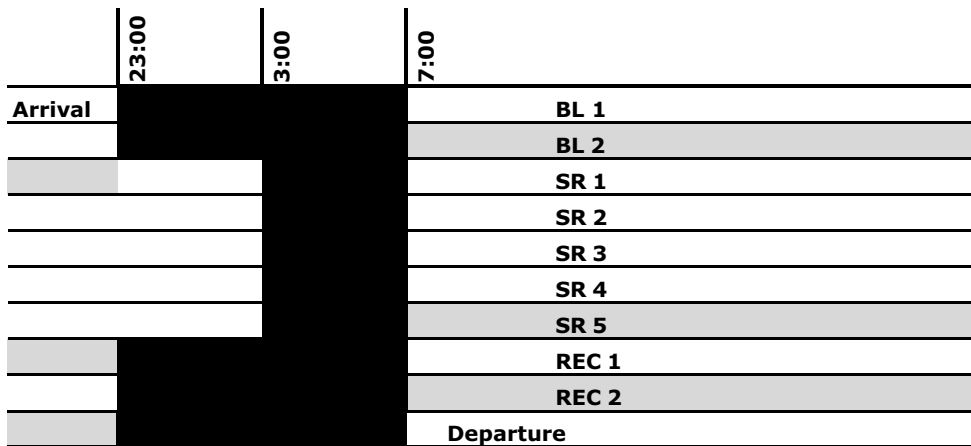 23:00
3:00
7:00
Arrival BL 1
BL 2
SR 1
SR 2
SR 3
SR 4
SR 5
REC 1
REC 2
Departure